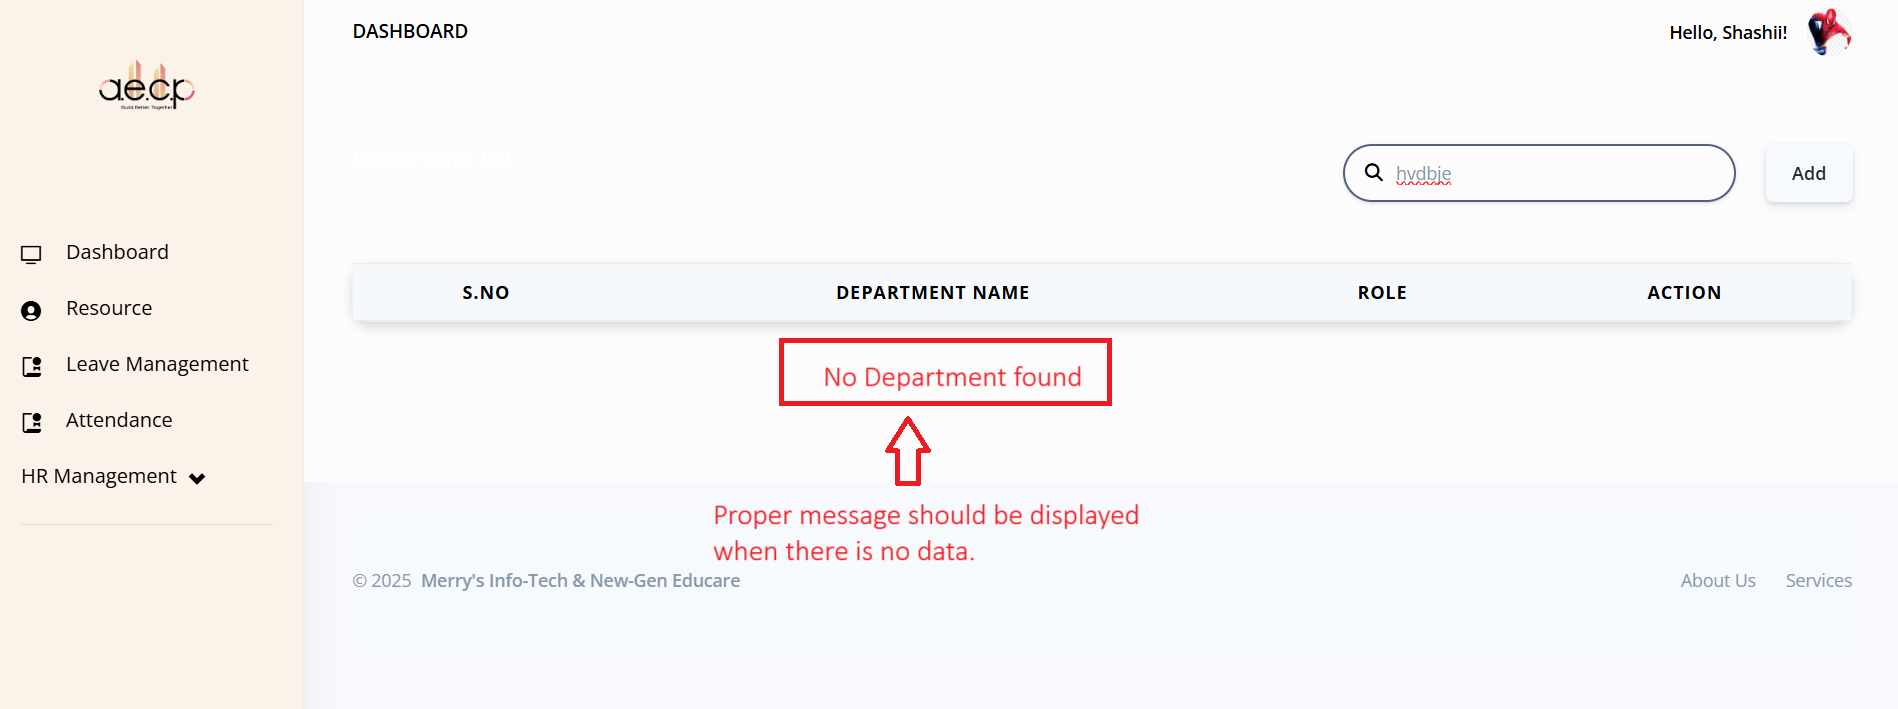 a.e.c.p
Build Better, Together
DASHBOARD
Hello, Shashii!
Departments List
hvdbje
Add
Dashboard
Resource
Leave Management
Attendance
HR Management
S.NO
DEPARTMENT NAME
ROLE
ACTION
No Department found
Proper message should be displayed
when there is no data.
© 2025 Merry's Info-Tech & New-Gen Educare
About Us
Services